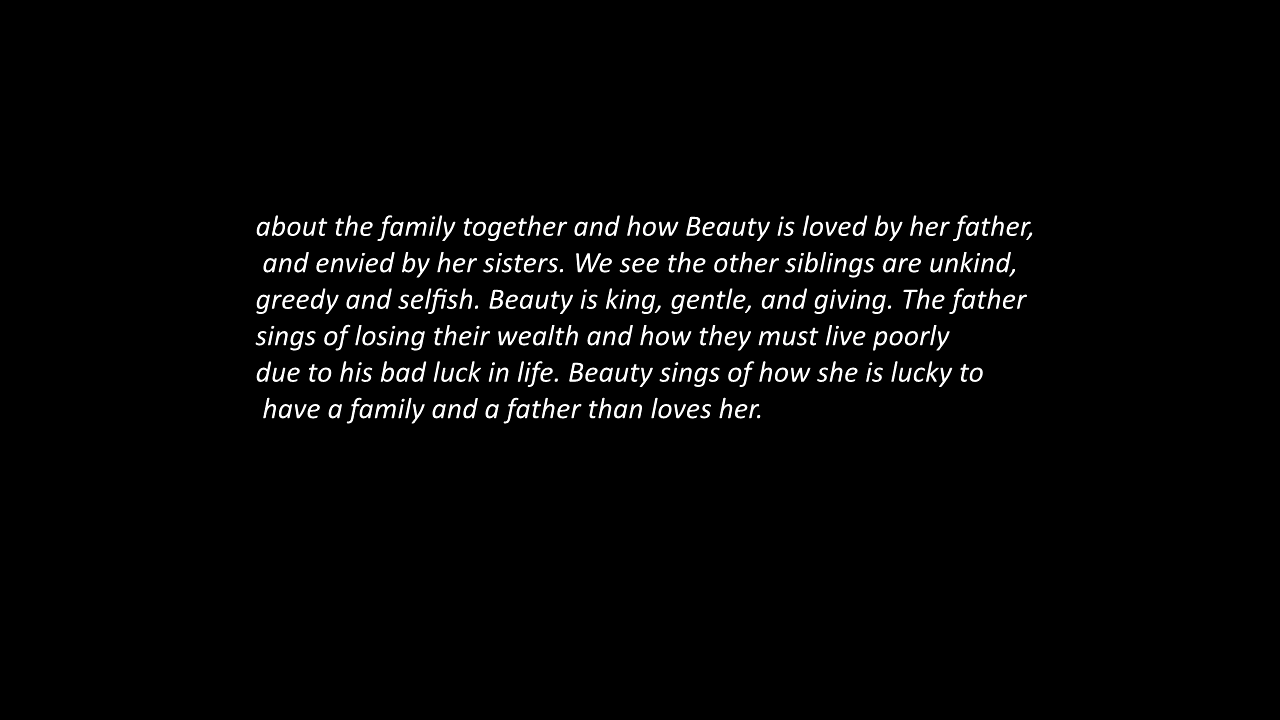 about the family together and how Beauty is loved by her father,
and envied by her sisters. We see the other siblings are unkind,
greedy and selfish. Beauty is king, gentle, and giving. The father
sings of losing their wealth and how they must live poorly
due to his bad luck in life. Beauty sings of how she is lucky to
have a family and a father than loves her.